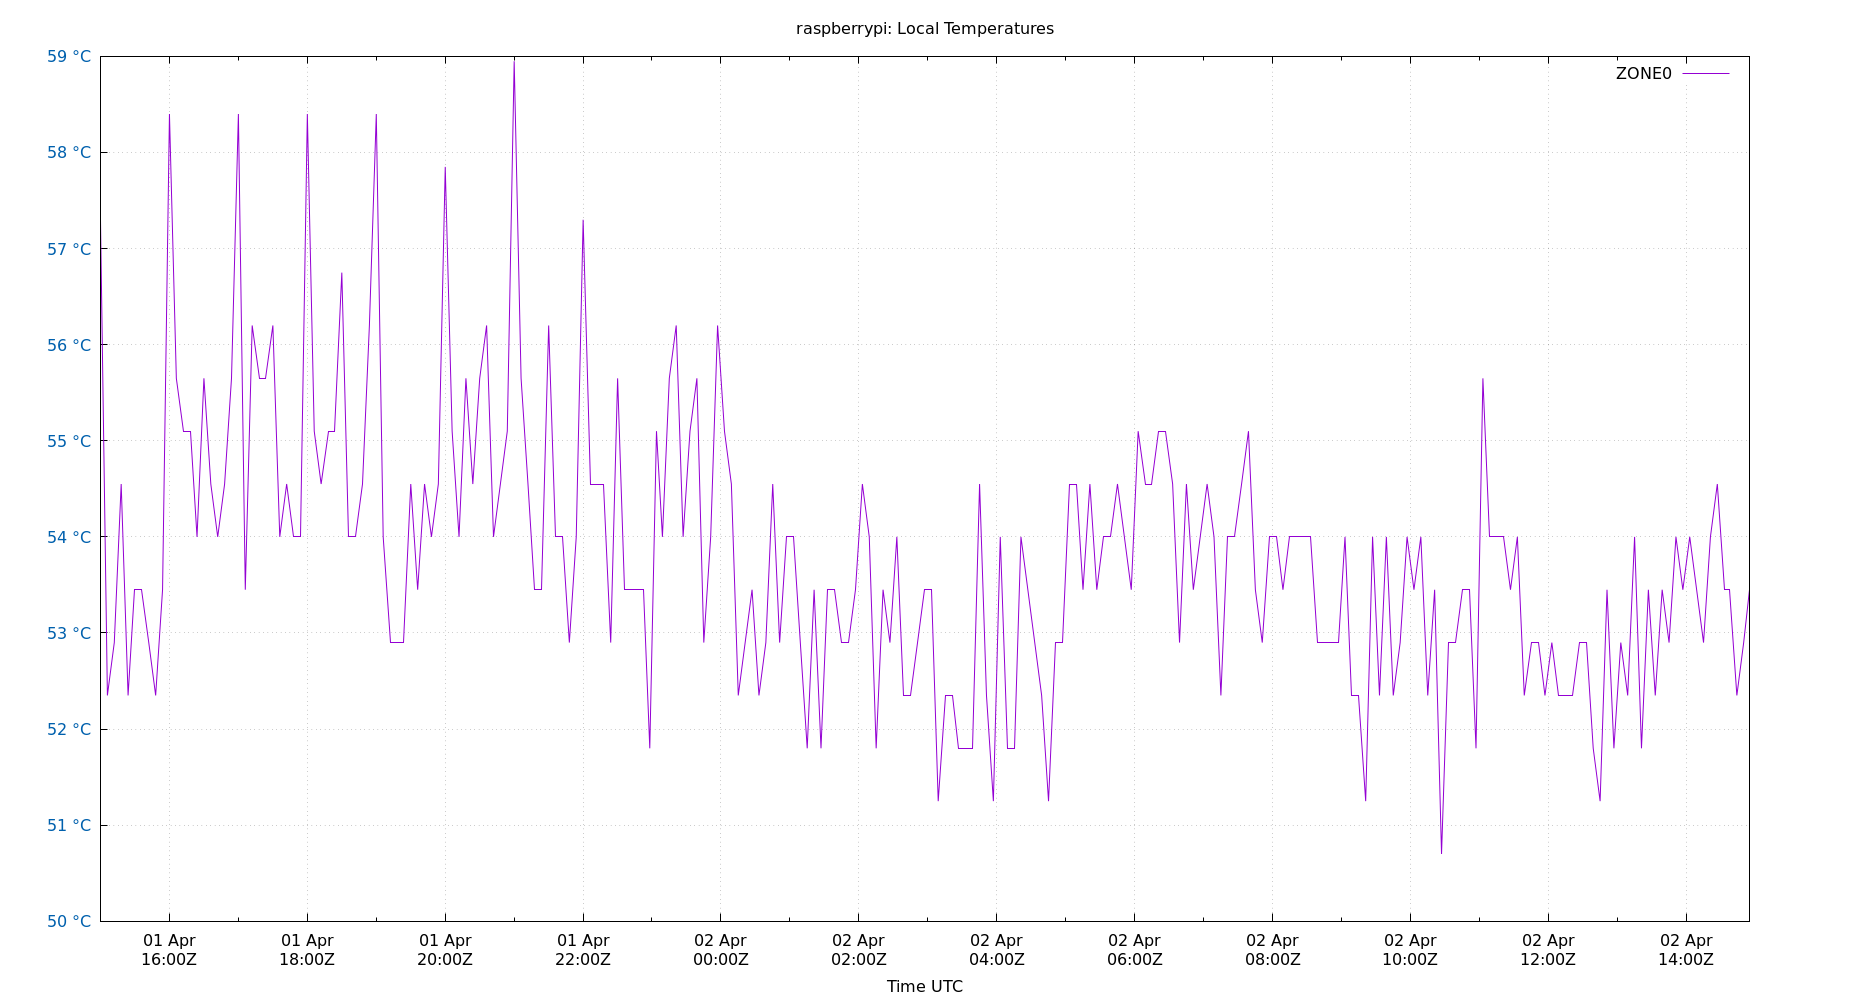 raspberrypi: Local Temperatures
ZONE0
59 °C
58 °C
57 °C
56 °C
55 °C
54 °C
53 °C
52 °C
51 °C
50 °C
01 Apr 01 Apr 01 Apr 01 Apr 02 Apr 02 Apr 02 Apr 02 Apr 02 Apr 02 Apr 02 Apr 02 Apr
16:00Z 18:00Z 20:00Z 22:00Z 00:00Z 02:00Z 04:00Z 06:00Z 08:00Z 10:00Z 12:00Z 14:00Z
Time UTC